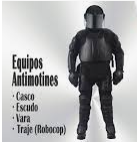 Equipos
Antimotines
· Casco
· Escudo
· Vara
· Traje (Robocop)